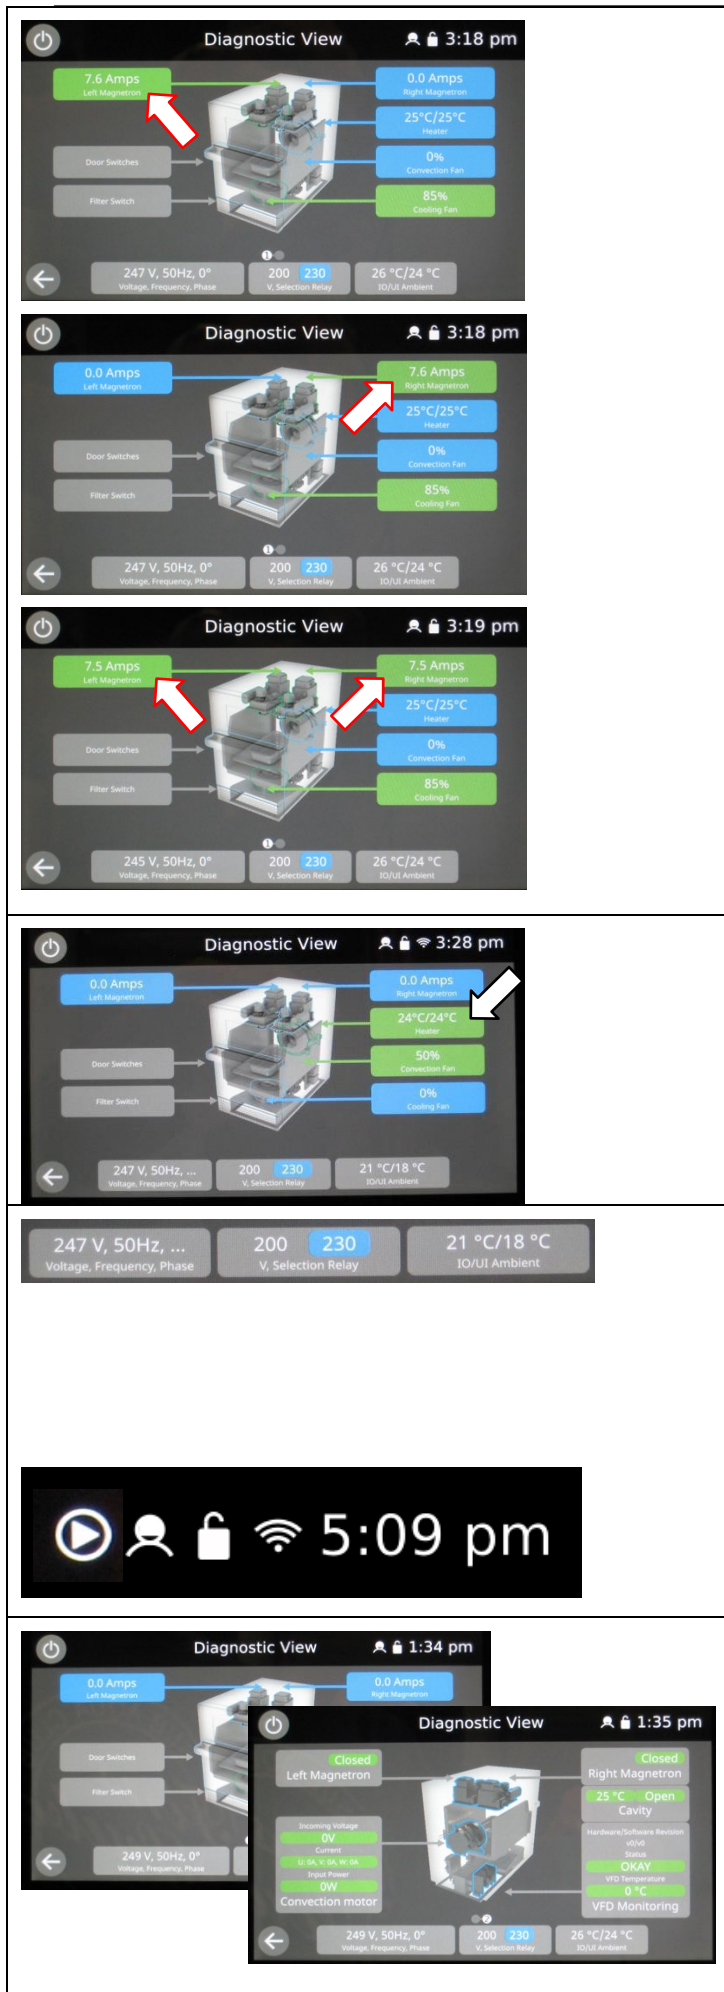 Diagnostic View 3:18 pm
7.6 Amps
Left Magnetron
0.0 Amps
Right Magnetron
25°C/25°C
Heater
Door Switches
0%
Convection Fan
Filter Switch
85%
Cooling Fan
1
247 V, 50Hz, 0°
Voltage, Frequency, Phase
200 230
V, Selection Relay
26 °C/24 °C
IO/UI Ambient
Diagnostic View 3:18 pm
0.0 Amps
Left Magnetron
7.6 Amps
Right Magnetron
25°C/25°C
Heater
Door Switches
0%
Convection Fan
Filter Switch
85%
Cooling Fan
1
247 V, 50Hz, 0°
Voltage, Frequency, Phase
200 230
V, Selection Relay
26 °C/24 °C
IO/UI Ambient
Diagnostic View 3:19 pm
7.5 Amps
Left Magnetron
7.5 Amps
Right Magnetron
25°C/25°C
Heater
Door Switches
0%
Convection Fan
Filter Switch
85%
Cooling Fan
1
245 V, 50Hz, 0°
Voltage, Frequency, Phase
200 230
V, Selection Relay
26 °C/24 °C
IO/UI Ambient
Diagnostic View 3:28 pm
0.0 Amps
Left Magnetron
0.0 Amps
Right Magnetron
24°C/24°C
Heater
Door Switches
50%
Convection Fan
Filter Switch
0%
Cooling Fan
247 V, 50Hz, ...
Voltage, Frequency, Phase
200 230
V, Selection Relay
21 °C/18 °C
IO/UI Ambient
247 V, 50Hz, ...
Voltage, Frequency, Phase
200 230
V, Selection Relay
21 °C/18 °C
IO/UI Ambient
5:09 pm
Diagnostic View 1:34 pm
0.0 Amps
Left Magnetron
0.0 Amps
Right Magnetron
Door Switches
Filter Switch
249 V, 50Hz, 0°
Voltage, Frequency, Phase
Diagnostic View 1:35 pm
Closed
Left Magnetron
Closed
Right Magnetron
25 °C Open
Cavity
Incoming Voltage
0V
Current
U: 0A, V: 0A, W: 0A
Input Power
0W
Convection motor
Hardware/Software Revision
v0/v0
Status
OKAY
VFD Temperature
0 °C
VFD Monitoring
2
249 V, 50Hz, 0°
Voltage, Frequency, Phase
200 230
V, Selection Relay
26 °C/24 °C
IO/UI Ambient